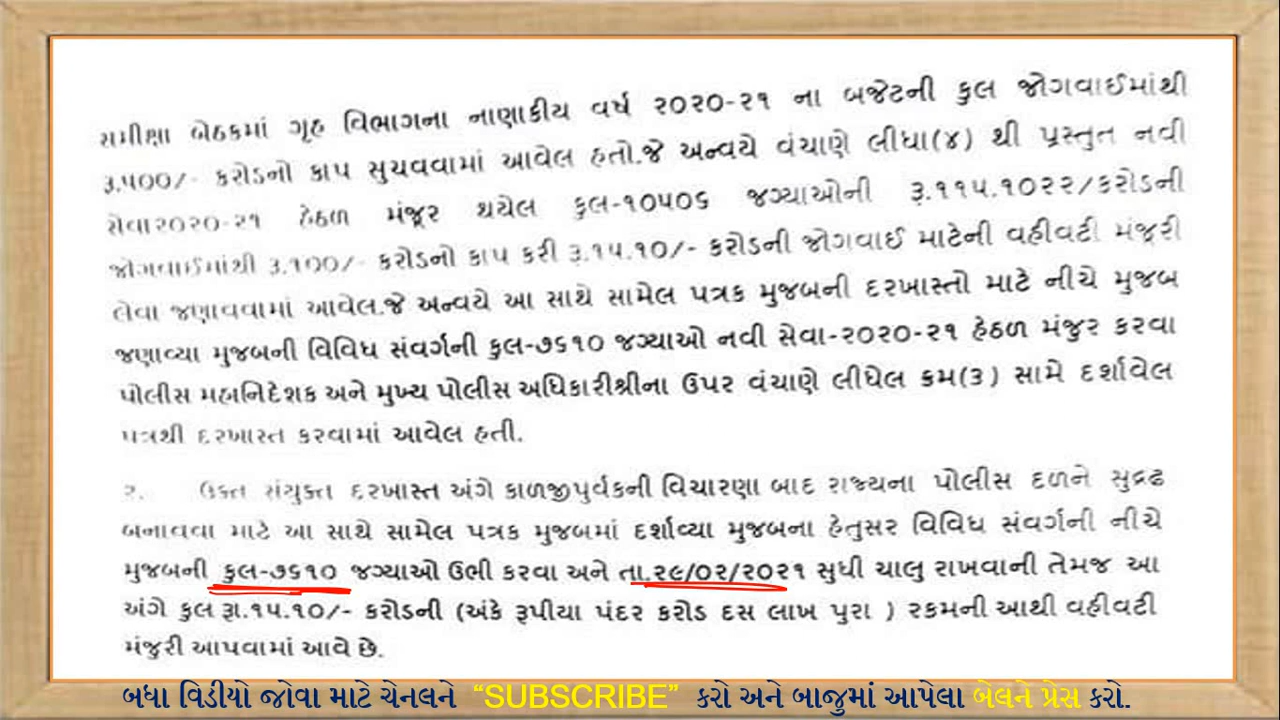 સમીક્ષા બેઠકમાં ગૃહ વિભાગના નાણાકીય વર્ષ ૨૦૨૦-૨૧ ના બજેટની કુલ જોગવાઈમાંથી
રૂ.૫૦૦/- કરોડનો કાપ સુચવવામાં આવેલ હતો.જે અન્વયે વંચાણે લીધા(૪) થી પ્રસ્તુત નવી
સેવા૨૦૨૦-૨૧ હેઠળ મંજૂર થયેલ કુલ-૧૦૫૦૬ જગ્યાઓની રૂ.૧૧૫.૧૦૨૨/કરોડની
જોગવાઈમાંથી રૂ.૧૦૦/- કરોડનો કાપ કરી રૂ.૧૫.૧૦/- કરોડની જોગવાઈ માટેની વહીવટી મંજૂરી
લેવા જણાવવામાં આવેલ.જે અન્વયે આ સાથે સામેલ પત્રક મુજબની દરખાસ્તો માટે નીચે મુજબ
જણાવ્યા મુજબની વિવિધ સંવર્ગની કુલ-૭૬૧૦ જગ્યાઓ નવી સેવા-૨૦૨૦-૨૧ હેઠળ મંજુર કરવા
પોલીસ મહાનિદેશક અને મુખ્ય પોલીસ અધિકારીશ્રીના ઉપર વંચાણે લીધેલ ક્રમ(૩) સામે દર્શાવેલ
પત્રથી દરખાસ્ત કરવામાં આવેલ હતી.
૨. ઉક્ત સંયુક્ત દરખાસ્ત અંગે કાળજીપુર્વકની વિચારણા બાદ રાજ્યના પોલીસ દળને સુદ્રઢ
બનાવવા માટે આ સાથે સામેલ પત્રક મુજબમાં દર્શાવ્યા મુજબના હેતુસર વિવિધ સંવર્ગની નીચે
મુજબની કુલ-૭૬૧૦ જગ્યાઓ ઉભી કરવા અને તા.૨૯/૦૨/૨૦૨૧ સુધી ચાલુ રાખવાની તેમજ આ
અંગે કુલ રૂા.૧૫.૧૦/- કરોડની (અંકે રૂપીયા પંદર કરોડ દસ લાખ પુરા ) રકમની આથી વહીવટી
મંજુરી આપવામાં આવે છે.
બધા વિડીયો જોવા માટે ચેનલને “SUBSCRIBE” કરો અને બાજુમાં આપેલા બેલને પ્રેસ કરો.